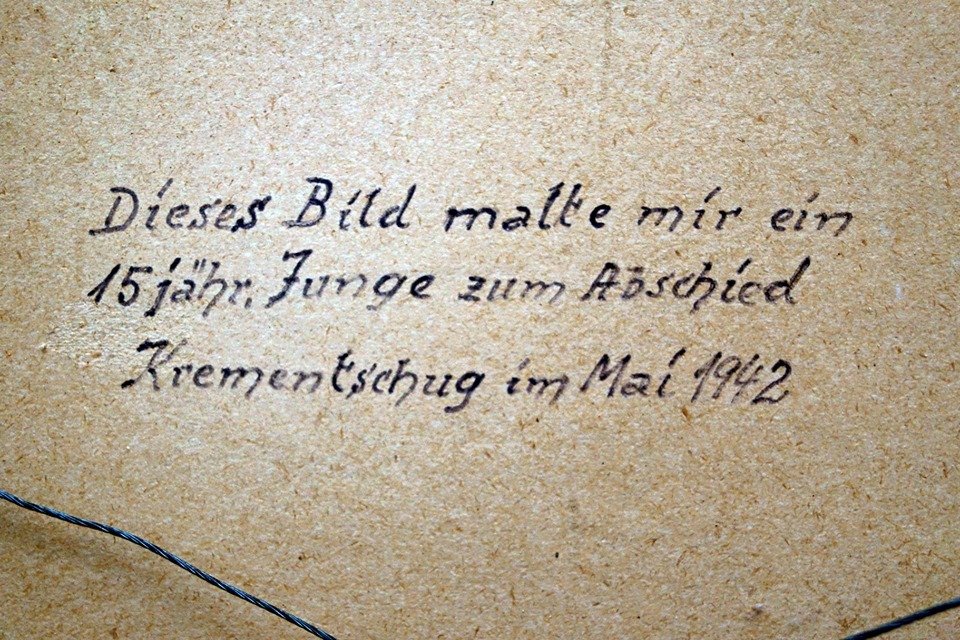 Dieses Bild malte mir ein
15jähr. Junge zum Abschied
Krementschug im Mai 1942